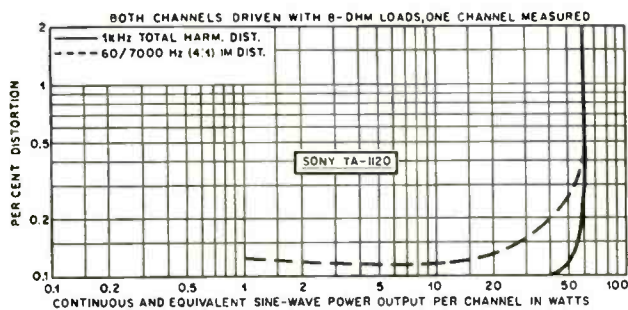 BOTH CHANNELS DRIVEN WITH 8-OHM LOADS, ONE CHANNEL MEASURED
1KHz TOTAL HARM. DIST.
60/7000 Hz (4:1) IM DIST.
2
1
0.5
0.2
0.1
PERCENT DISTORTION
SONY TA-1120
0.1 0.2 0.5 1 2 5 10 20 50 100
CONTINUOUS AND EQUIVALENT SINE-WAVE POWER OUTPUT PER CHANNEL IN WATTS